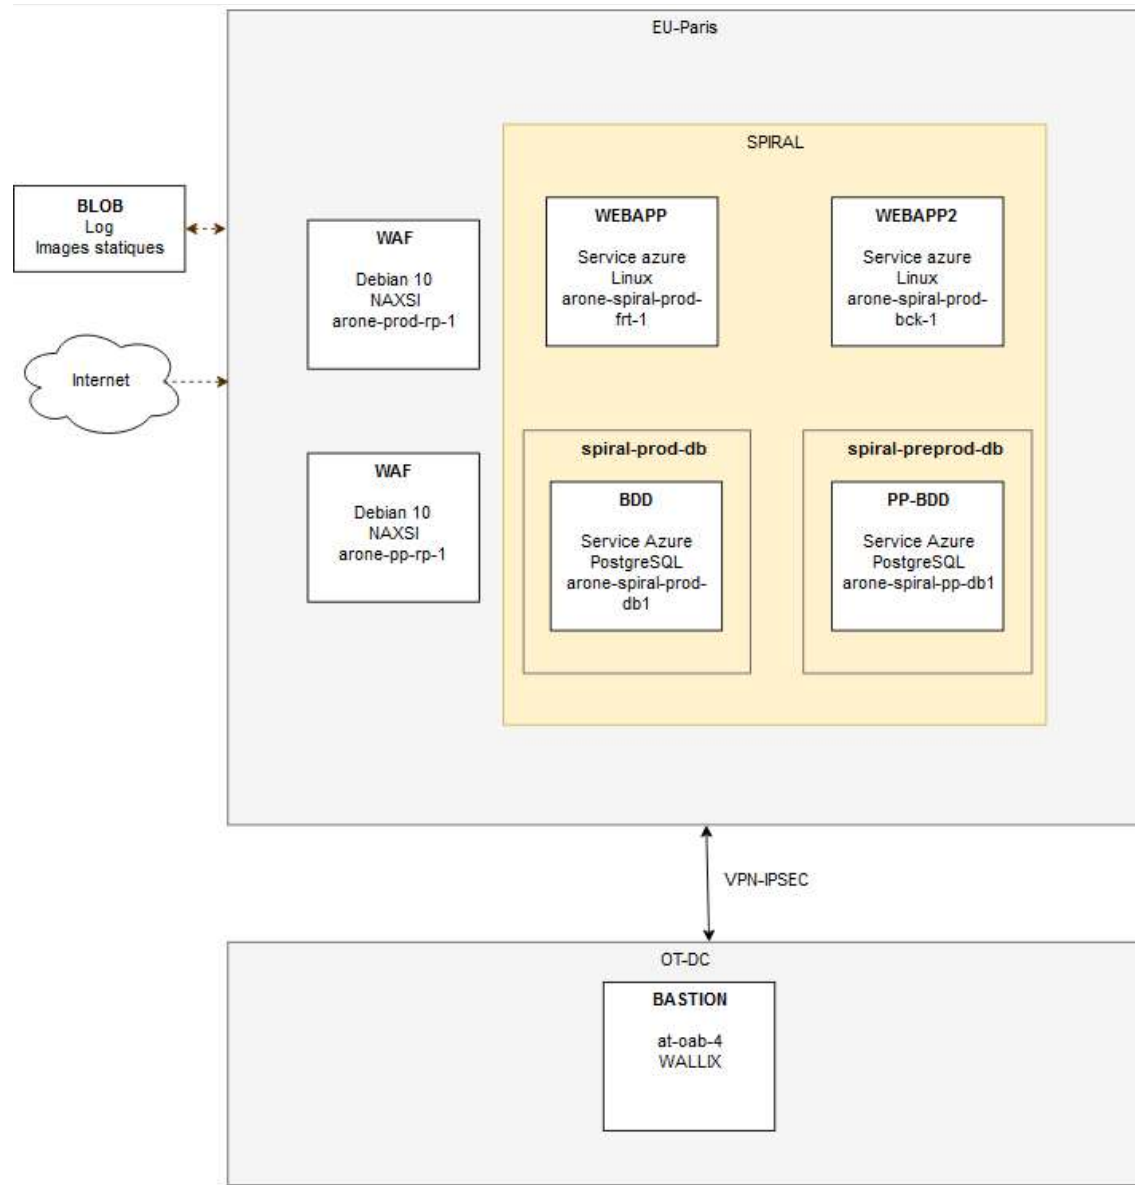 EU-Paris
SPIRAL
BLOB
Log
Images statiques
WAF
Debian 10
NAXSI
arone-prod-rp-1
WEBAPP
Service azure
Linux
arone-spiral-prod-
frt-1
WEBAPP2
Service azure
Linux
arone-spiral-prod-
bck-1
Internet
WAF
Debian 10
NAXSI
arone-pp-rp-1
spiral-prod-db
BDD
Service Azure
PostgreSQL
arone-spiral-prod-
db1
spiral-preprod-db
PP-BDD
Service Azure
PostgreSQL
arone-spiral-pp-db1
VPN-IPSEC
OT-DC
BASTION
at-oab-4
WALLIX